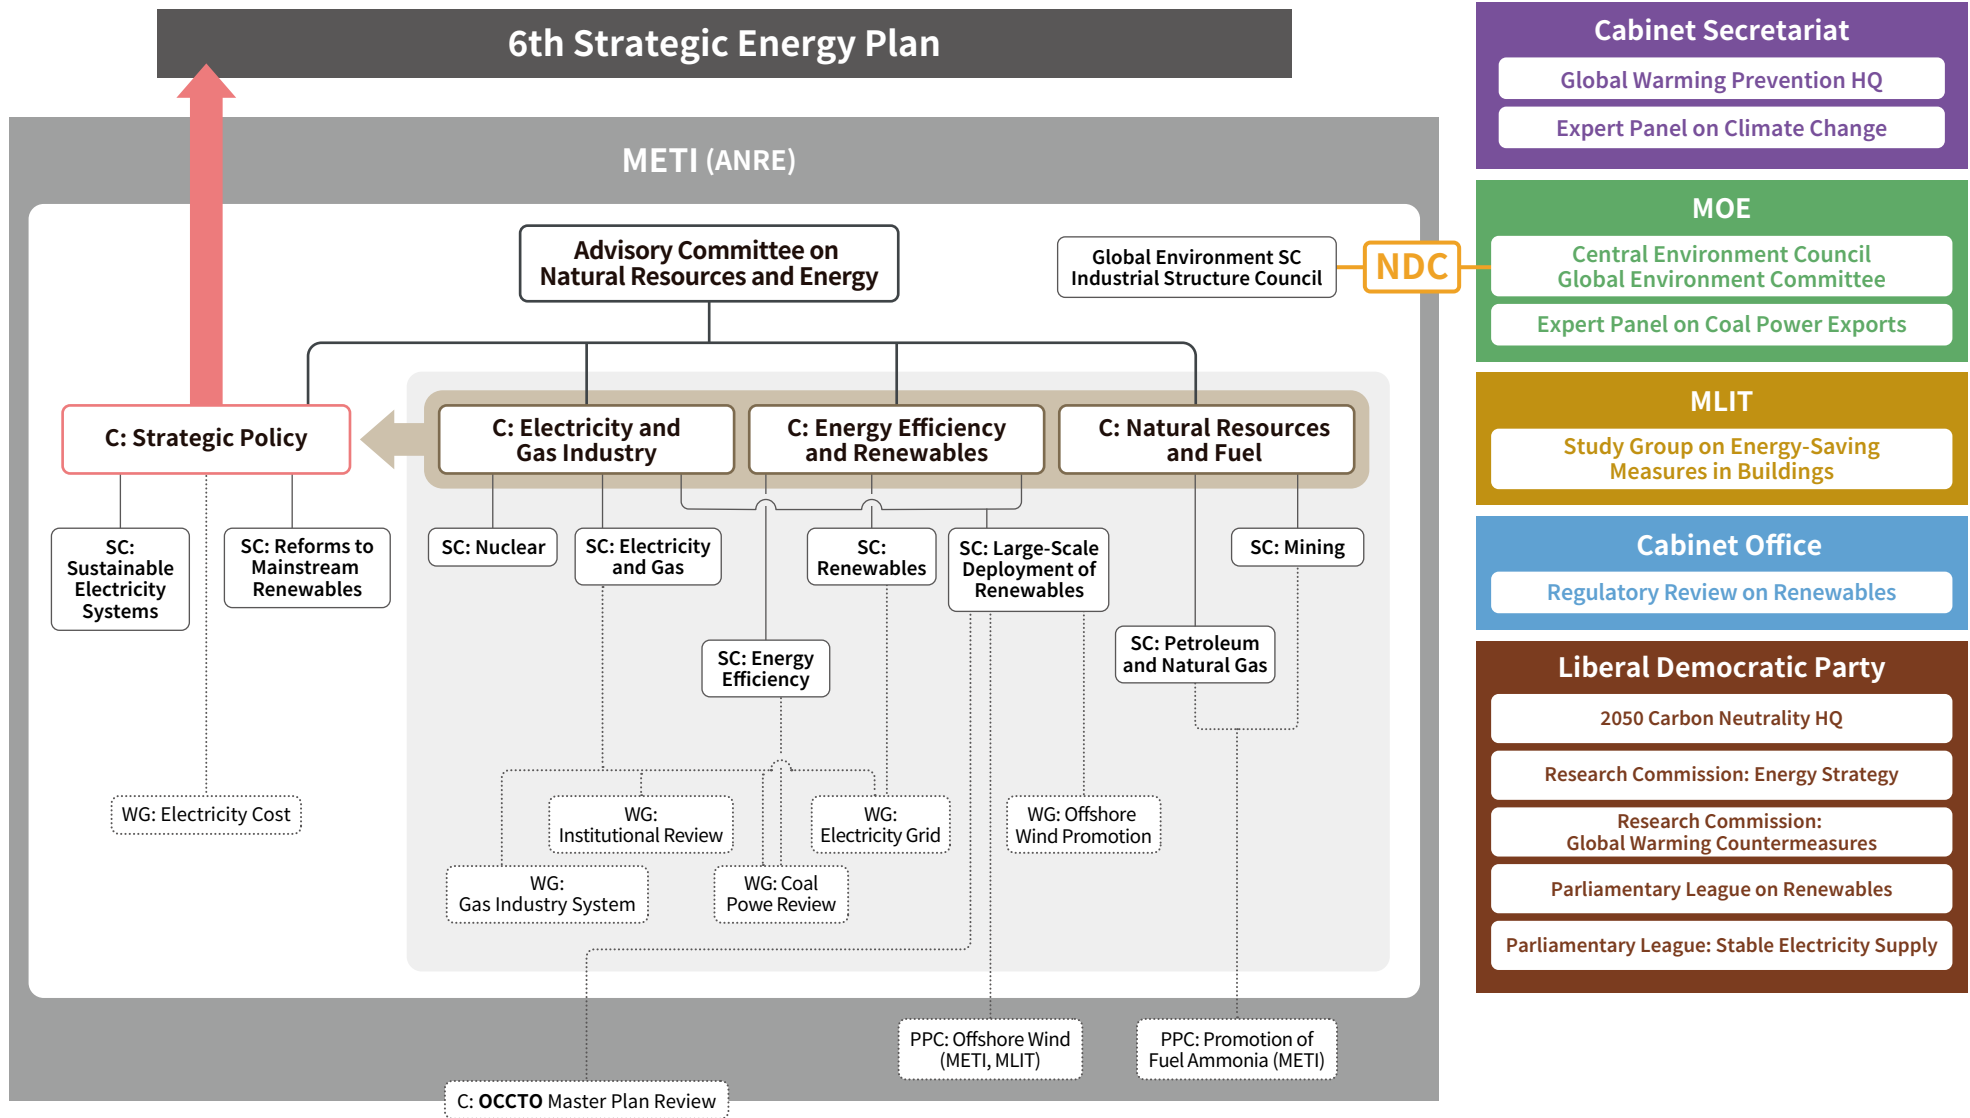 6th Strategic Energy Plan
METI (ANRE)
Advisory Committee on
Natural Resources and Energy
Global Environment SC
Industrial Structure Council
NDC
C: Strategic Policy
C: Electricity and
Gas Industry
C: Energy Efficiency
and Renewables
C: Natural Resources
and Fuel
SC:
Sustainable
Electricity
Systems
SC: Reforms to
Mainstream
Renewables
SC: Nuclear
SC: Electricity
and Gas
SC:
Renewables
SC: Large-Scale
Deployment of
Renewables
SC: Mining
SC: Energy
Efficiency
SC: Petroleum
and Natural Gas
WG: Electricity Cost
WG:
Institutional Review
WG:
Electricity Grid
WG: Offshore
Wind Promotion
WG:
Gas Industry System
WG: Coal
Powe Review
PPC: Offshore Wind
(METI, MLIT)
PPC: Promotion of
Fuel Ammonia (METI)
C: OCCTO Master Plan Review
Cabinet Secretariat
Global Warming Prevention HQ
Expert Panel on Climate Change
MOE
Central Environment Council
Global Environment Committee
Expert Panel on Coal Power Exports
MLIT
Study Group on Energy-Saving
Measures in Buildings
Cabinet Office
Regulatory Review on Renewables
Liberal Democratic Party
2050 Carbon Neutrality HQ
Research Commission: Energy Strategy
Research Commission:
Global Warming Countermeasures
Parliamentary League on Renewables
Parliamentary League: Stable Electricity Supply